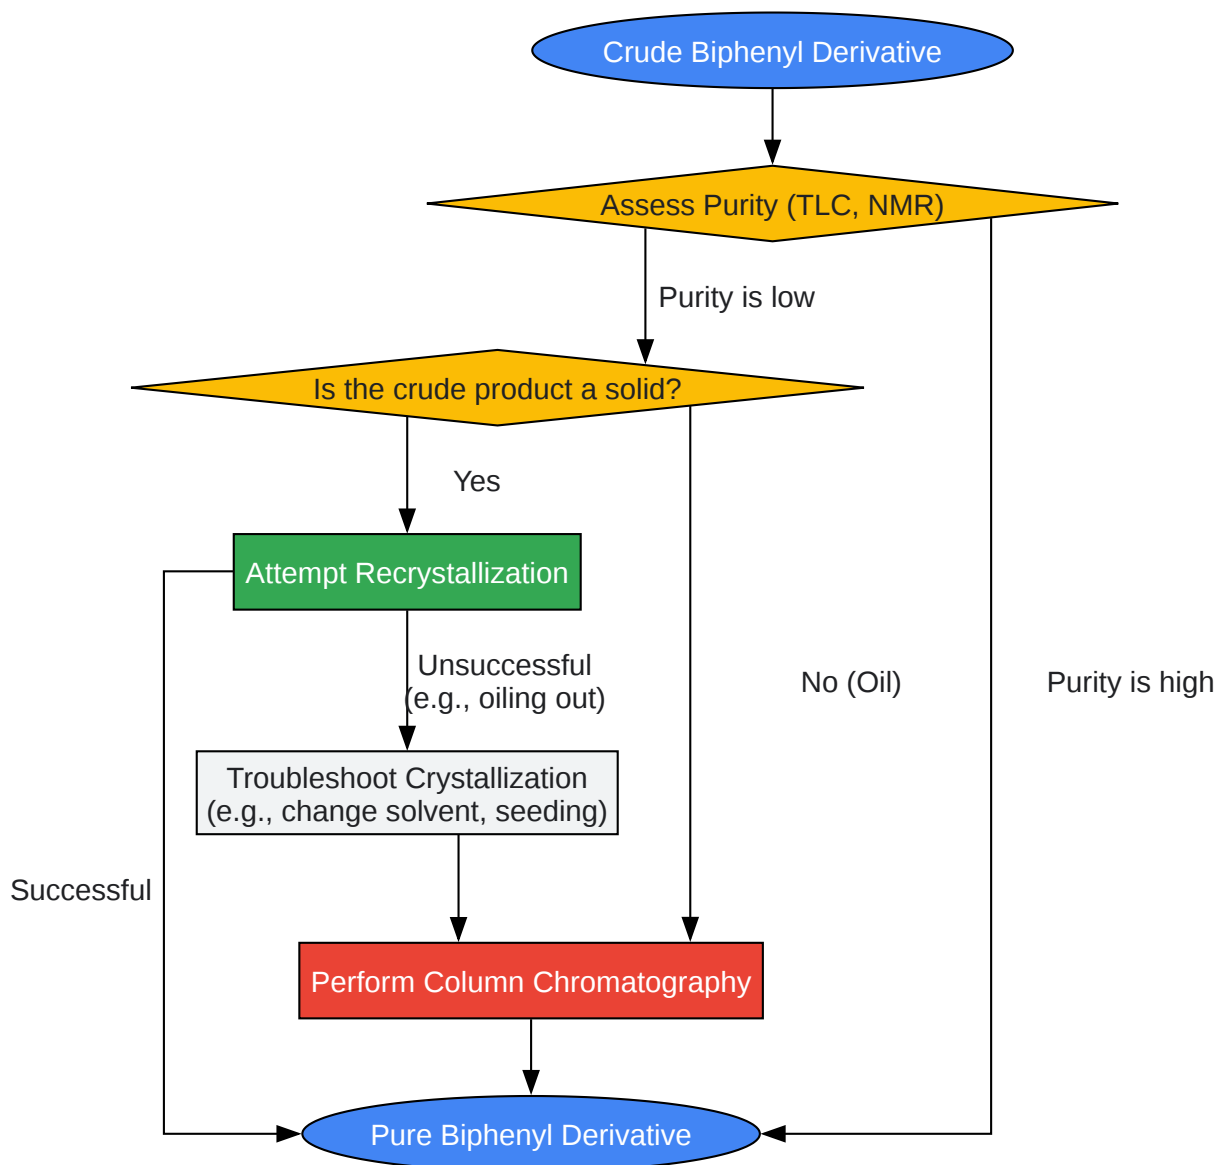 Crude Biphenyl Derivative
Assess Purity (TLC, NMR)
Purity is low
Is the crude product a solid?
Yes
Attempt Recrystallization
Unsuccessful
(e.g., oiling out)
No (Oil)
Purity is high
Troubleshoot Crystallization
(e.g., change solvent, seeding)
Successful
Perform Column Chromatography
Pure Biphenyl Derivative